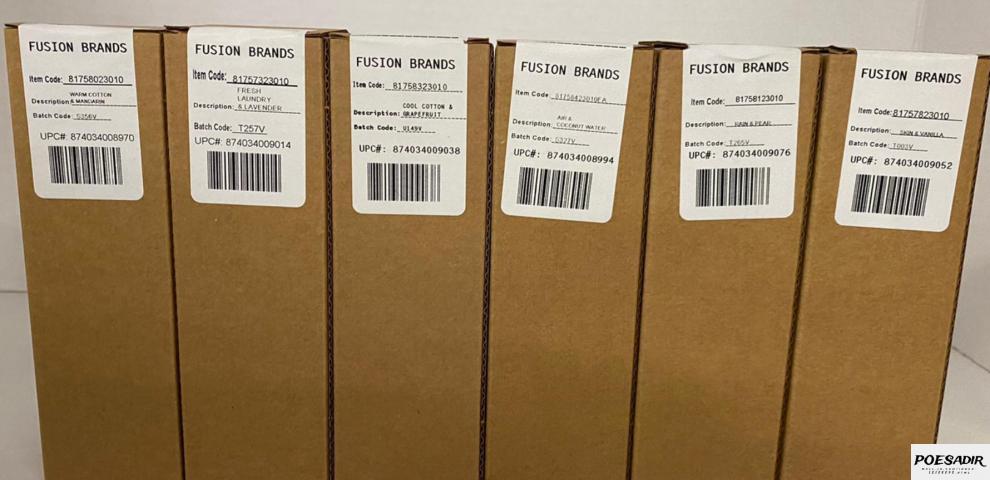 FUSION BRANDS
Item Code: 81758023010
WARM COTTON
Description: & MANDARIN
Batch Code: S356V
UPC#: 874034008970
FUSION BRANDS
Item Code: 81757323010
FRESH
LAUNDRY
Description: & LAVENDER
Batch Code: T257V
UPC#: 874034009014
FUSION BRANDS
Item Code: 81758323010
COOL COTTON &
Description: GRAPEFRUIT
Batch Code: U149V
UPC#: 874034009038
FUSION BRANDS
Item Code: 81758423010EA
AIR &
Description: COCONUT WATER
Batch Code: S377V
UPC#: 874034008994
FUSION BRANDS
Item Code: 81758123010
Description: RAIN & PEAR
Batch Code: T265V
UPC#: 874034009076
FUSION BRANDS
Item Code: 81757823010
Description: SKIN & VANILLA
Batch Code: T003V
UPC#: 874034009052
POESADIR